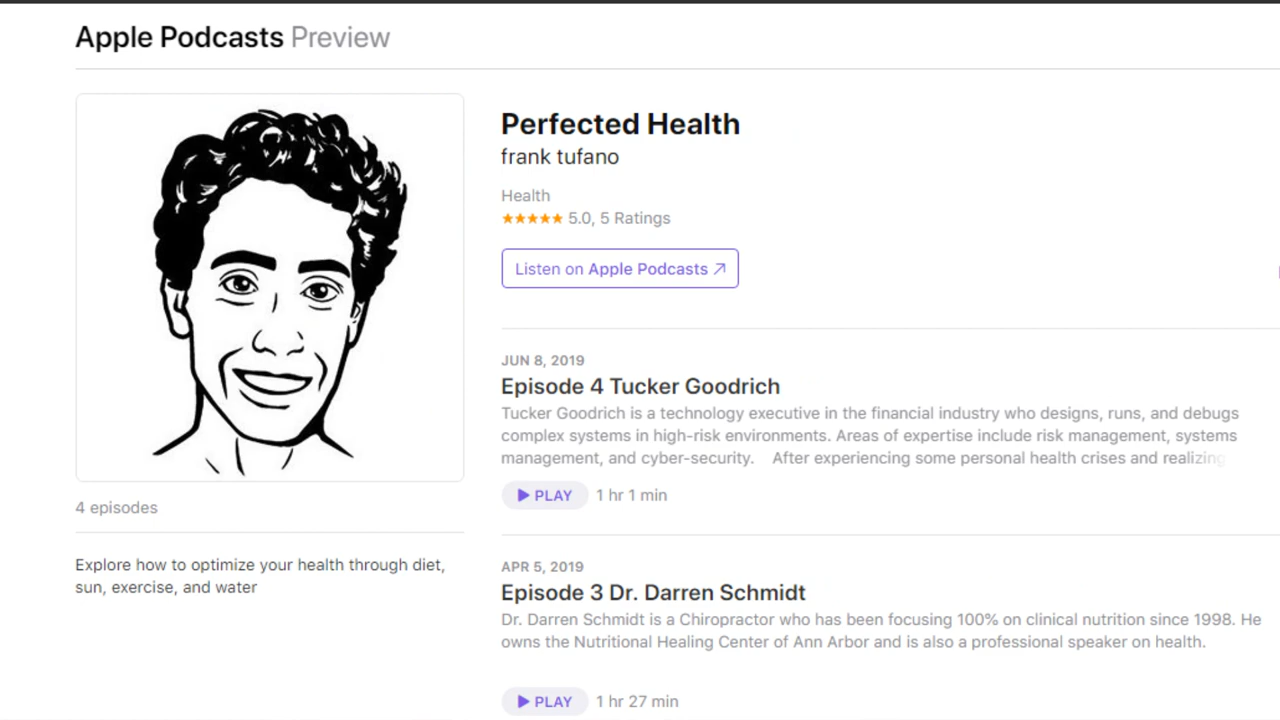 Apple Podcasts Preview
Perfected Health
frank tufano
Health
★★★★★ 5.0, 5 Ratings
Listen on Apple Podcasts ↗
4 episodes
Explore how to optimize your health through diet,
sun, exercise, and water
JUN 8, 2019
Episode 4 Tucker Goodrich
Tucker Goodrich is a technology executive in the financial industry who designs, runs, and debugs
complex systems in high-risk environments. Areas of expertise include risk management, systems
management, and cyber-security. After experiencing some personal health crises and realizing
▶ PLAY 1 hr 1 min
APR 5, 2019
Episode 3 Dr. Darren Schmidt
Dr. Darren Schmidt is a Chiropractor who has been focusing 100% on clinical nutrition since 1998. He
owns the Nutritional Healing Center of Ann Arbor and is also a professional speaker on health.
▶ PLAY 1 hr 27 min